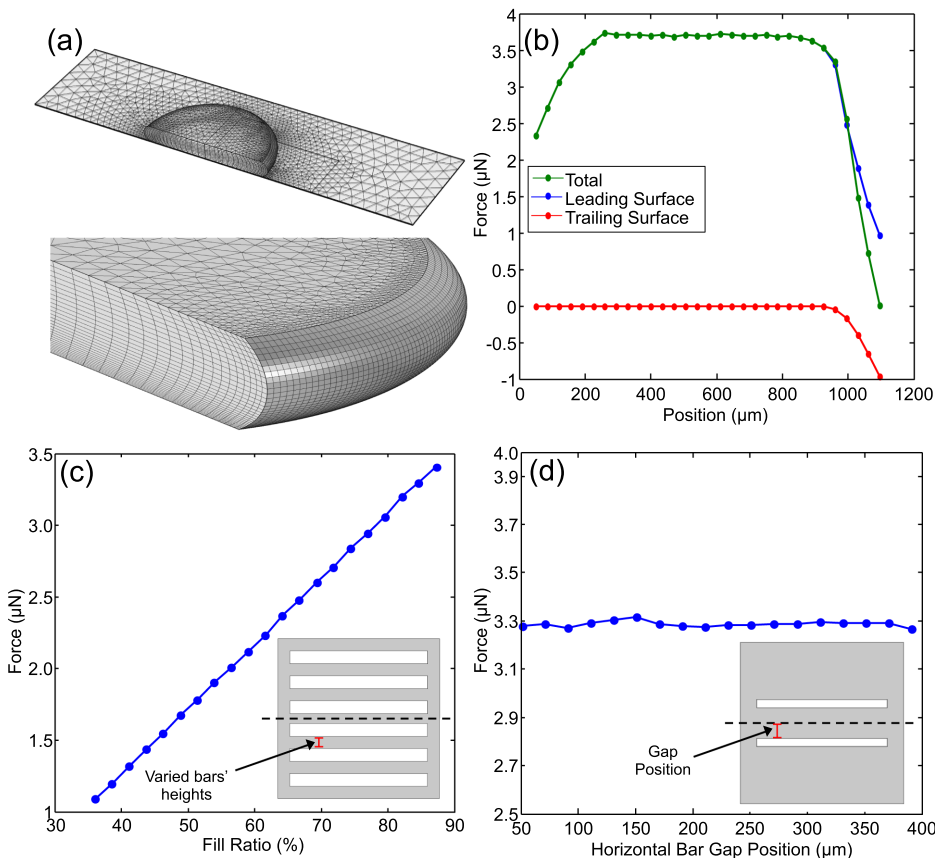 (a)
(b)
4
3.5
3
2.5
2
1.5
1
0.5
0
-0.5
-1
Force (µN)
Total
Leading Surface
Trailing Surface
0
200
400
600
800
1000
1200
Position (µm)
(c)
3.5
3.0
2.5
2.0
1.5
1
Force (µN)
Varied bars'
heights
30
40
50
60
70
80
90
Fill Ratio (%)
(d)
4.0
3.9
3.7
3.5
3.3
3.1
2.9
2.7
2.5
Force (µN)
Gap
Position
50
100
150
200
250
300
350
400
Horizontal Bar Gap Position (µm)